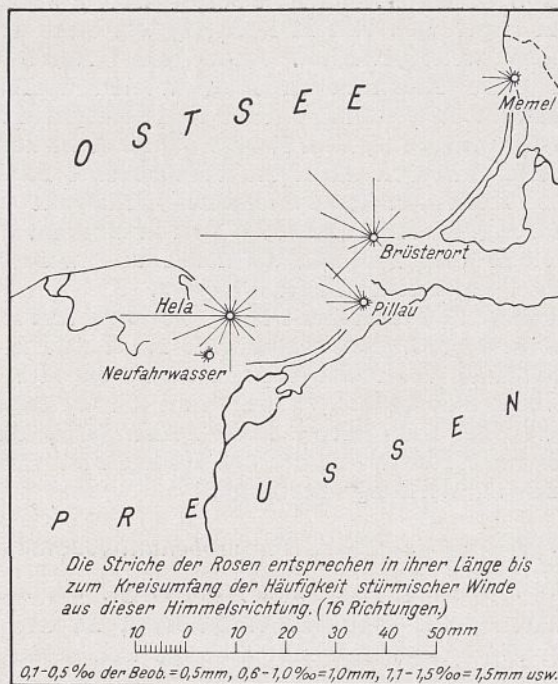 OSTSEE
Memel
Brüsterort
Hela
Pillau
Neufahrwasser
PREUSSEN
Die Striche der Rosen entsprechen in ihrer Länge bis
zum Kreisumfang der Häufigkeit stürmischer Winde
aus dieser Himmelsrichtung. (16 Richtungen.)
10 0 10 20 30 40 50mm
0,1-0,5‰ der Beob.=0,5mm, 0,6-1,0‰=1,0mm, 1,1-1,5‰=1,5mm usw.